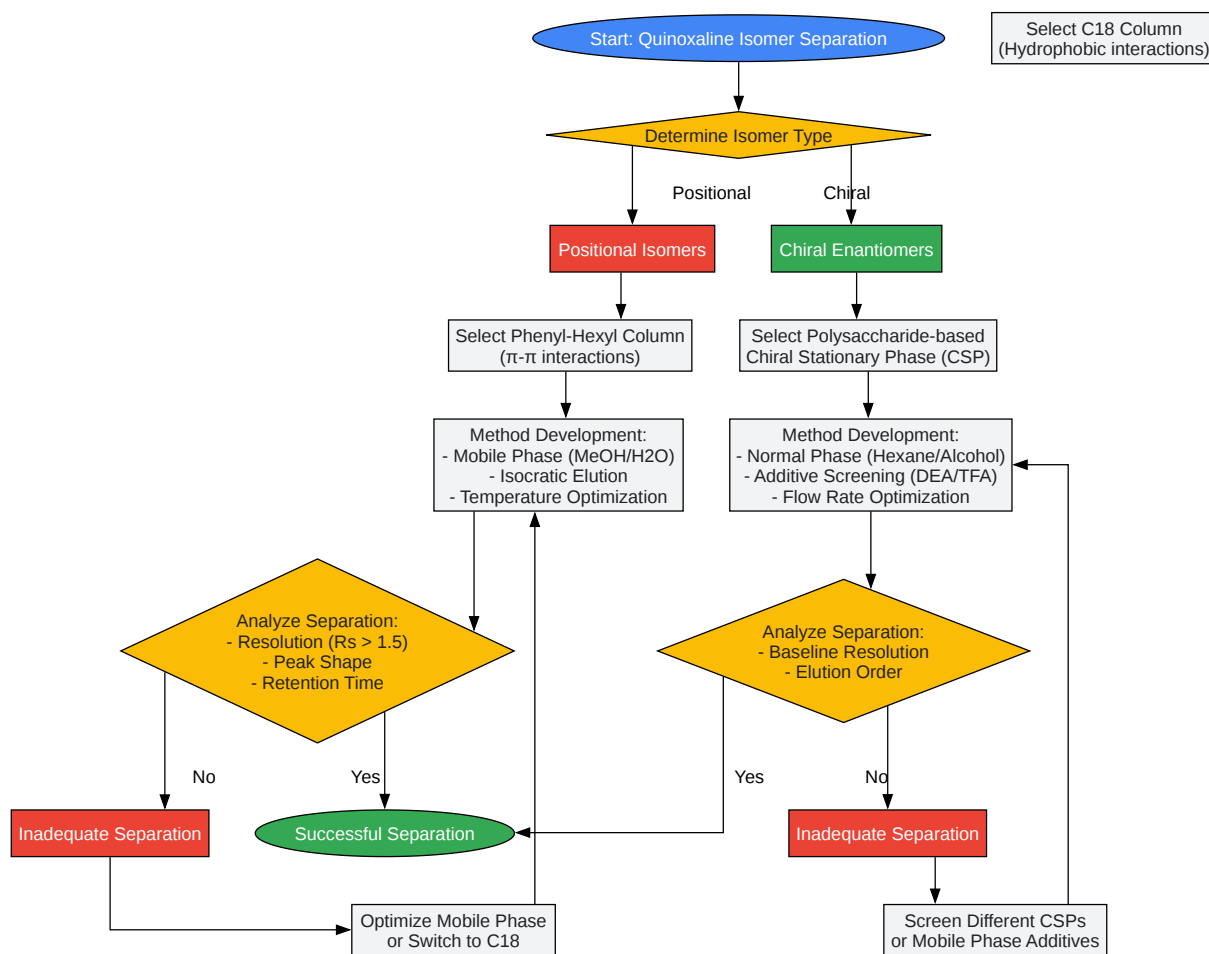 Start: Quinoxaline Isomer Separation
Select C18 Column
(Hydrophobic interactions)
Determine Isomer Type
Positional
Chiral
Positional Isomers
Chiral Enantiomers
Select Phenyl-Hexyl Column
(π-π interactions)
Select Polysaccharide-based
Chiral Stationary Phase (CSP)
Method Development:
- Mobile Phase (MeOH/H2O)
- Isocratic Elution
- Temperature Optimization
Method Development:
- Normal Phase (Hexane/Alcohol)
- Additive Screening (DEA/TFA)
- Flow Rate Optimization
Analyze Separation:
- Resolution (Rs > 1.5)
- Peak Shape
- Retention Time
Analyze Separation:
- Baseline Resolution
- Elution Order
No
Yes
Yes
No
Inadequate Separation
Successful Separation
Inadequate Separation
Optimize Mobile Phase
or Switch to C18
Screen Different CSPs
or Mobile Phase Additives